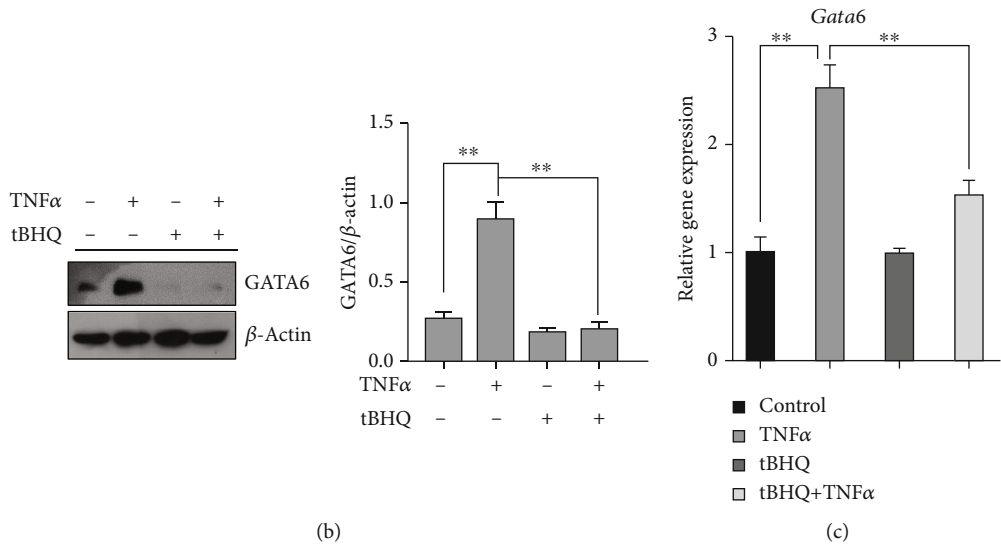 TNFα – + – +
tBHQ – – + +
GATA6
β-Actin
GATA6/β-actin
1.5
1.0
0.5
0.0
**
**
TNFα – + – +
tBHQ – – + +
(b)
Gata6
Relative gene expression
3
2
1
0
**
**
Control
TNFα
tBHQ
tBHQ+TNFα
(c)